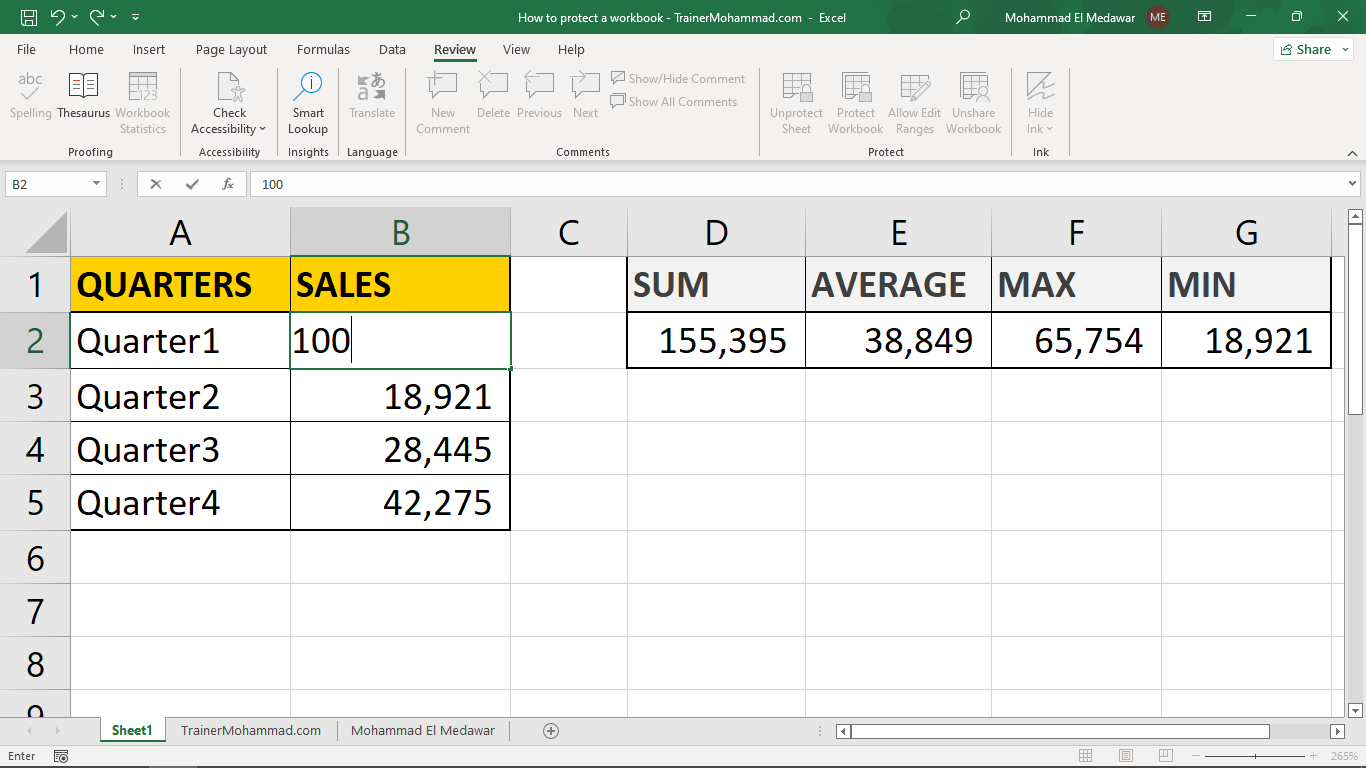 How to protect a workbook - TrainerMohammad.com - Excel
Mohammad El Medawar ME
File Home Insert Page Layout Formulas Data Review View Help Share
abc
Spelling
Thesaurus
123
Workbook Statistics
Check Accessibility
Smart Lookup
Translate
New Comment
Delete
Previous
Next
Show/Hide Comment
Show All Comments
Unprotect Sheet
Protect Workbook
Allow Edit Ranges
Unshare Workbook
Hide Ink
Proofing Accessibility Insights Language Comments Protect Ink
B2 fx 100
A B C D E F G
1 QUARTERS SALES SUM AVERAGE MAX MIN
2 Quarter1 100 155,395 38,849 65,754 18,921
3 Quarter2 18,921
4 Quarter3 28,445
5 Quarter4 42,275
6
7
8
9
Sheet1 TrainerMohammad.com Mohammad El Medawar
Enter 265%